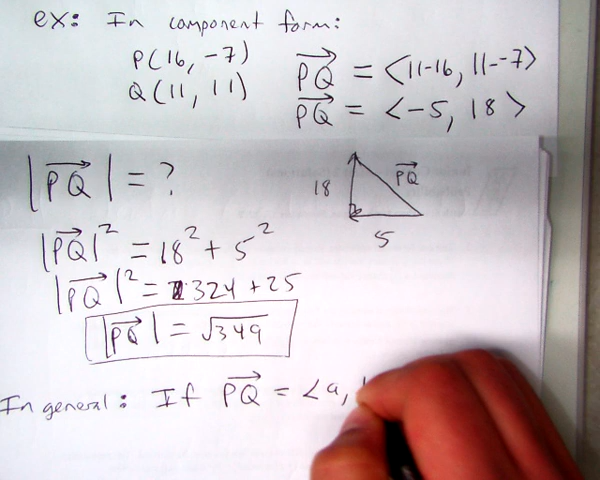 ex: In component form:
P(16, -7)
Q(11, 11)
PQ = <11-16, 11--7>
PQ = <-5, 18>
|PQ| = ?
18
PQ
5
|PQ|² = 18² + 5²
|PQ|² = 324 + 25
|PQ| = √349
In general: If PQ = <a,